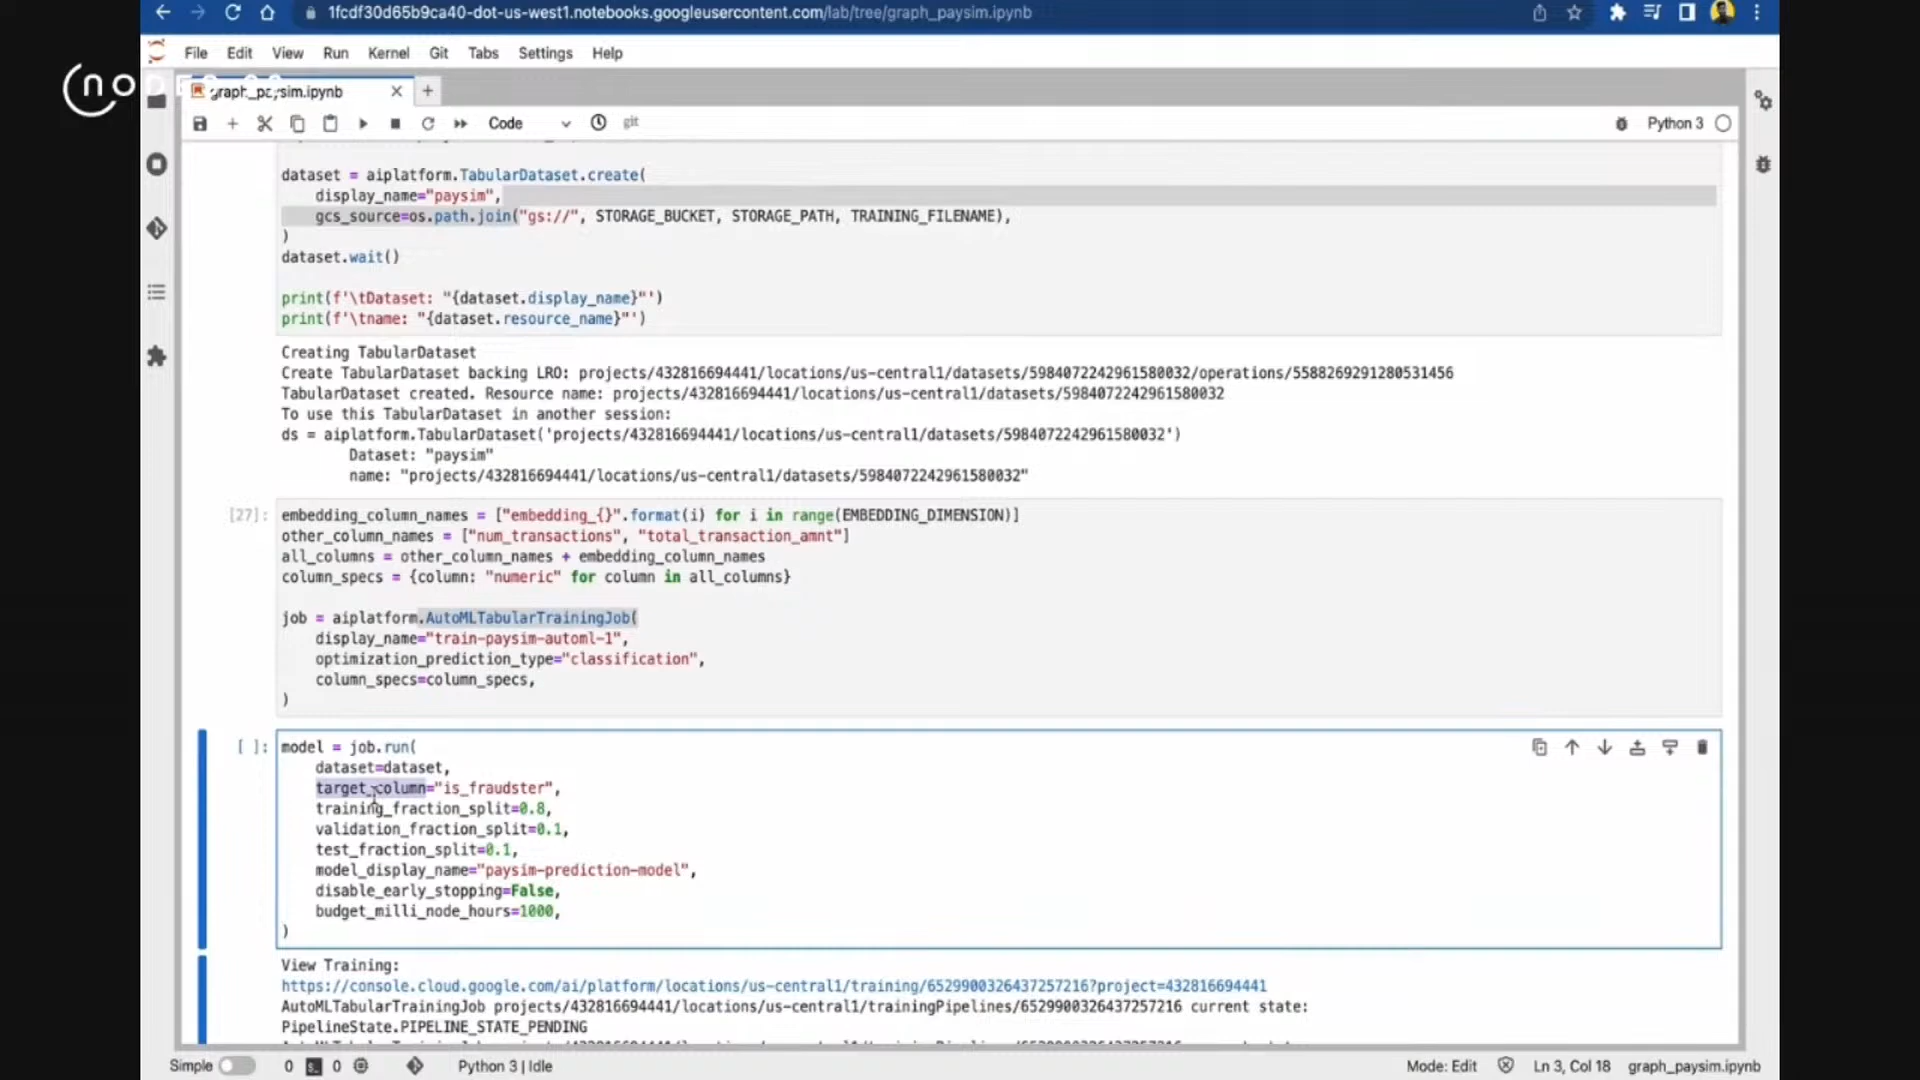 1fcdf30d65b9ca40-dot-us-west1.notebooks.googleusercontent.com/lab/tree/graph_paysim.ipynb
File Edit View Run Kernel Git Tabs Settings Help
graph_paysim.ipynb
Code
git
Python 3
dataset = aiplatform.TabularDataset.create(
display_name="paysim",
gcs_source=os.path.join("gs://", STORAGE_BUCKET, STORAGE_PATH, TRAINING_FILENAME),
)
dataset.wait()
print(f'\tDataset: "{dataset.display_name}"')
print(f'\tname: "{dataset.resource_name}"')
Creating TabularDataset
Create TabularDataset backing LRO: projects/432816694441/locations/us-central1/datasets/5984072242961580032/operations/5588269291280531456
TabularDataset created. Resource name: projects/432816694441/locations/us-central1/datasets/5984072242961580032
To use this TabularDataset in another session:
ds = aiplatform.TabularDataset('projects/432816694441/locations/us-central1/datasets/5984072242961580032')
Dataset: "paysim"
name: "projects/432816694441/locations/us-central1/datasets/5984072242961580032"
[27]: embedding_column_names = ["embedding_{}".format(i) for i in range(EMBEDDING_DIMENSION)]
other_column_names = ["num_transactions", "total_transaction_amnt"]
all_columns = other_column_names + embedding_column_names
column_specs = {column: "numeric" for column in all_columns}
job = aiplatform.AutoMLTabularTrainingJob(
display_name="train-paysim-automl-1",
optimization_prediction_type="classification",
column_specs=column_specs,
)
[ ]: model = job.run(
dataset=dataset,
target_column="is_fraudster",
training_fraction_split=0.8,
validation_fraction_split=0.1,
test_fraction_split=0.1,
model_display_name="paysim-prediction-model",
disable_early_stopping=False,
budget_milli_node_hours=1000,
)
View Training:
https://console.cloud.google.com/ai/platform/locations/us-central1/training/6529900326437257216?project=432816694441
AutoMLTabularTrainingJob projects/432816694441/locations/us-central1/trainingPipelines/6529900326437257216 current state:
PipelineState.PIPELINE_STATE_PENDING
Simple 0 0 Python 3 | Idle Mode: Edit Ln 3, Col 18 graph_paysim.ipynb